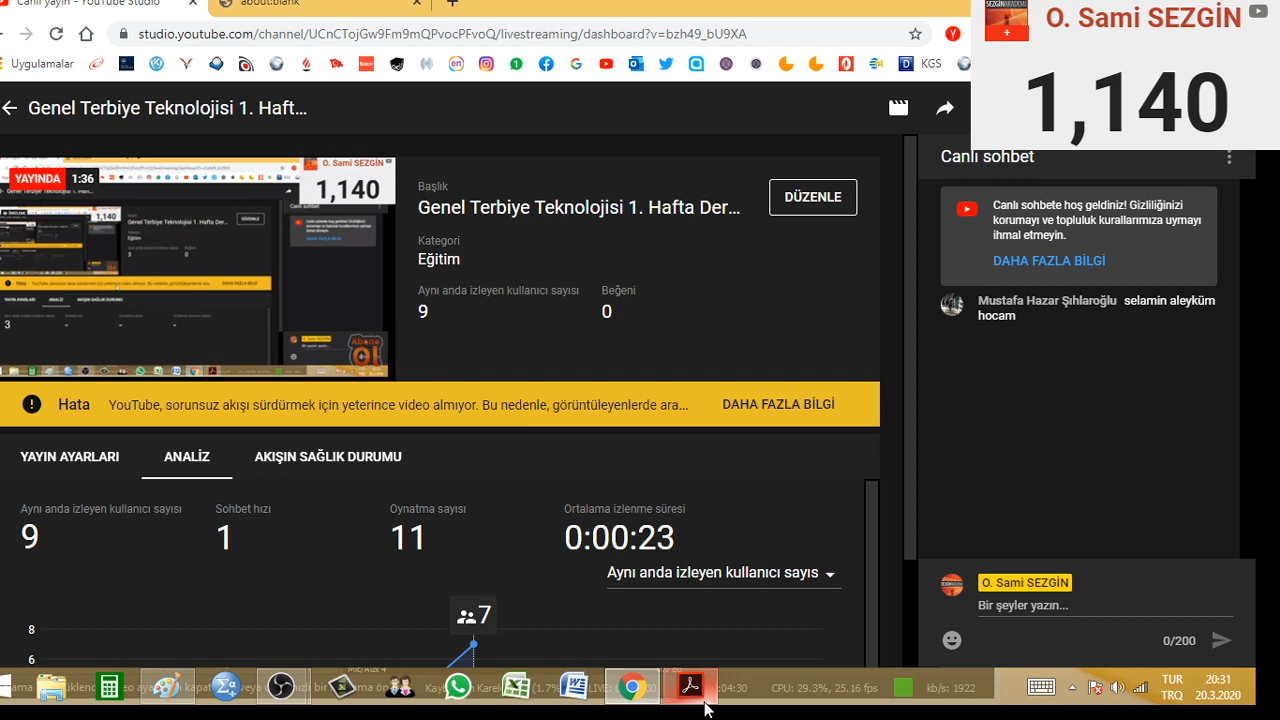 Canlı yayın - YouTube Studio
about:blank
studio.youtube.com/channel/UCnCTojGw9Fm9mQPvocPFvoQ/livestreaming/dashboard?v=bzh49_bU9XA
Uygulamalar
KGS
SEZGİNAKADEMİ
O. Sami SEZGİN
1,140
Genel Terbiye Teknolojisi 1. Haft...
YAYINDA 1:36
O. Sami SEZGİN
1,140
Başlık
Genel Terbiye Teknolojisi 1. Hafta Der...
DÜZENLE
Kategori
Eğitim
Aynı anda izleyen kullanıcı sayısı
Beğeni
9
0
Hata
YouTube, sorunsuz akışı sürdürmek için yeterince video almıyor. Bu nedenle, görüntüleyenlerde ara...
DAHA FAZLA BİLGİ
YAYIN AYARLARI
ANALİZ
AKIŞIN SAĞLIK DURUMU
Aynı anda izleyen kullanıcı sayısı
Sohbet hızı
Oynatma sayısı
Ortalama izlenme süresi
9
1
11
0:00:23
Aynı anda izleyen kullanıcı sayıs
7
8
6
Canlı sohbet
Canlı sohbete hoş geldiniz! Gizliliğinizi
korumayı ve topluluk kurallarımıza uymayı
ihmal etmeyin.
DAHA FAZLA BİLGİ
Mustafa Hazar Şıhlaroğlu selamin aleyküm
hocam
O. Sami SEZGİN
Bir şeyler yazın...
0/200
Mic/Aux 4
CPU: 29.3%, 25.16 fps
kb/s: 1922
TUR
TRQ
20:31
20.3.2020